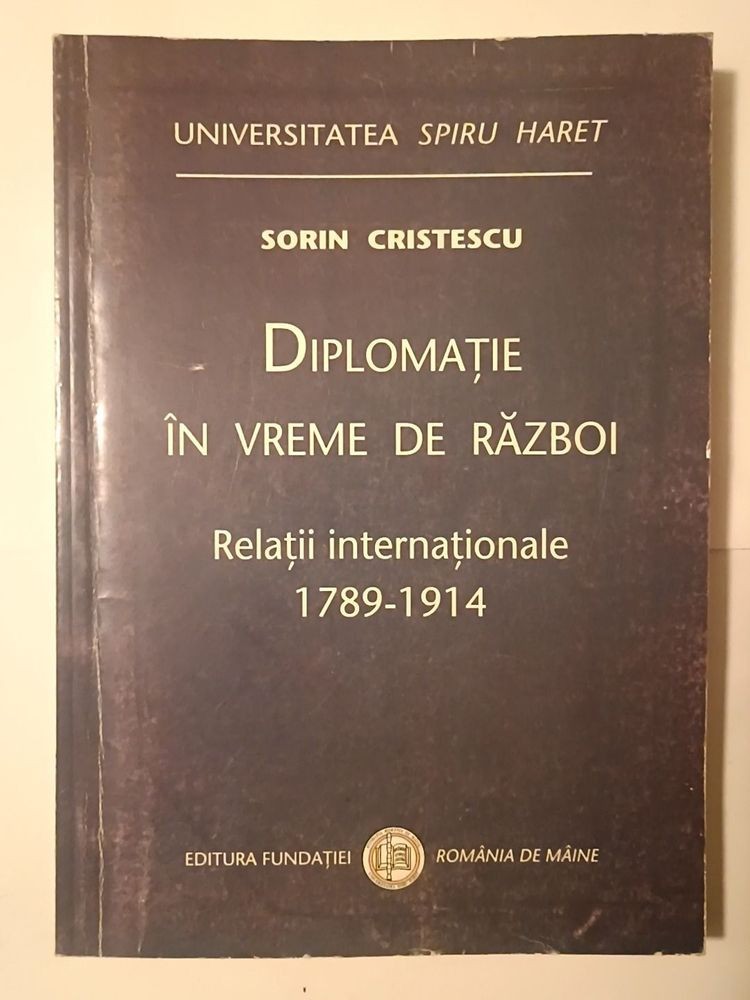 UNIVERSITATEA SPIRU HARET
SORIN CRISTESCU
DIPLOMAȚIE
ÎN VREME DE RĂZBOI
Relații internaționale
1789-1914
EDITURA FUNDAȚIEI ROMÂNIA DE MÂINE